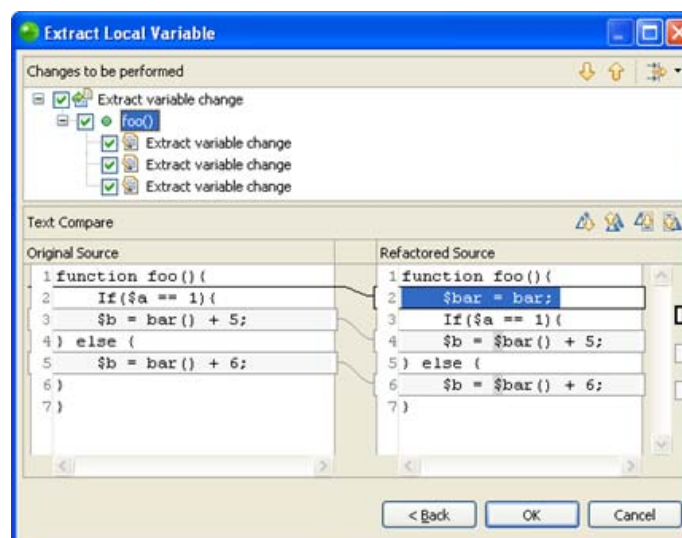 Extract Local Variable
Changes to be performed
Extract variable change
foo()
Extract variable change
Extract variable change
Extract variable change
Text Compare
Original Source
1 function foo(){
2 If($a == 1){
3 $b = bar() + 5;
4 } else {
5 $b = bar() + 6;
6 }
7 }
Refactored Source
1 function foo(){
2 $bar = bar;
3 If($a == 1){
4 $b = $bar() + 5;
5 } else {
6 $b = $bar() + 6;
7 }
< Back
OK
Cancel